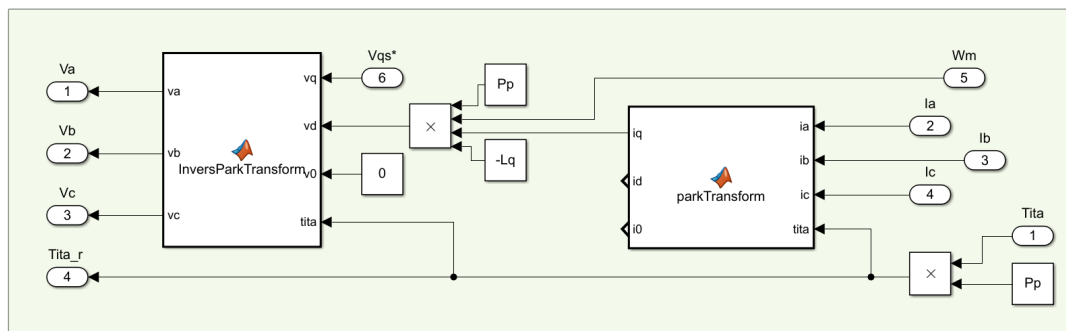 Va
1
va
Vb
2
vb
Vc
3
vc
Tita_r
4
InversParkTransform
vq
vd
v0
tita
Vqs*
6
Pp
×
-Lq
0
Wm
5
iq
id
i0
parkTransform
ia
ib
ic
tita
Ia
2
Ib
3
Ic
4
Tita
1
×
Pp